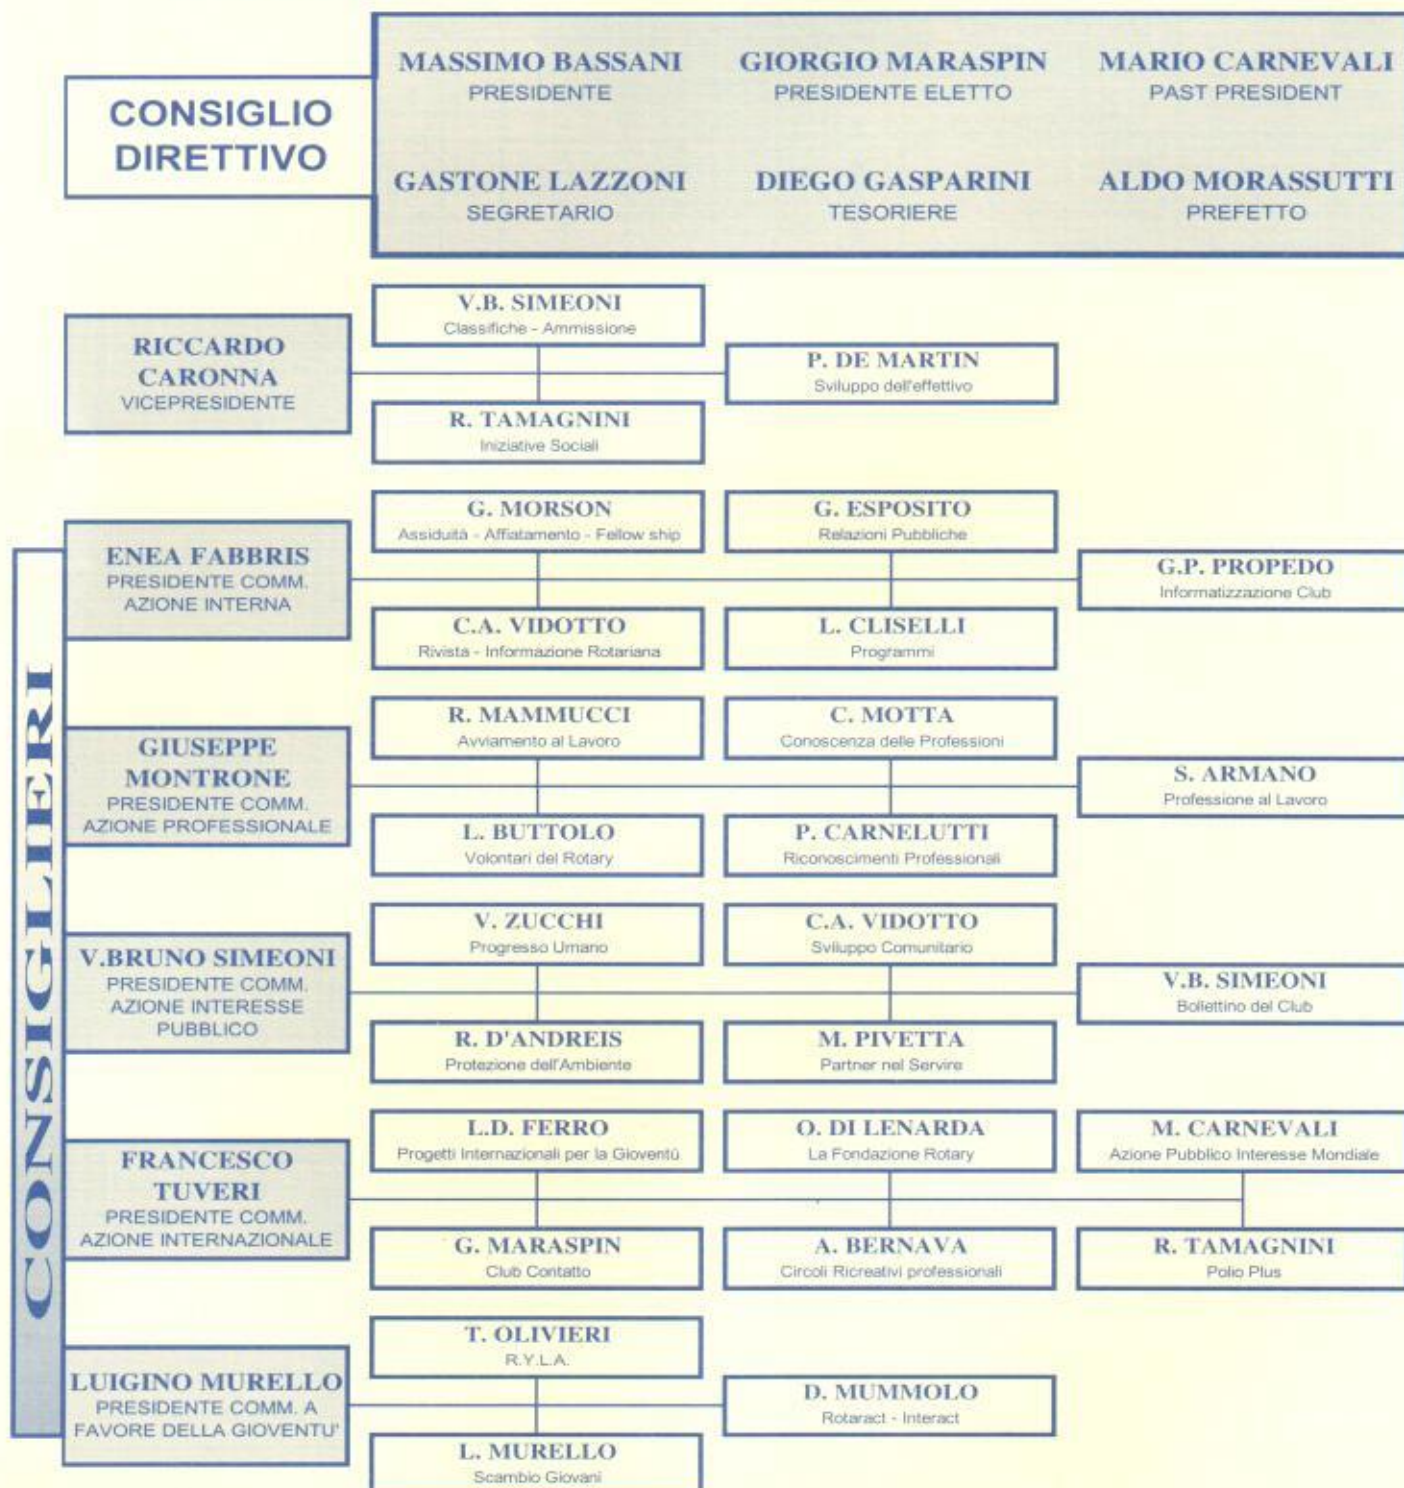 CONSIGLIO
DIRETTIVO
MASSIMO BASSANI
PRESIDENTE
GIORGIO MARASPIN
PRESIDENTE ELETTO
MARIO CARNEVALI
PAST PRESIDENT
GASTONE LAZZONI
SEGRETARIO
DIEGO GASPARINI
TESORIERE
ALDO MORASSUTTI
PREFETTO
RICCARDO
CARONNA
VICEPRESIDENTE
V.B. SIMEONI
Classifiche - Ammissione
P. DE MARTIN
Sviluppo dell'effettivo
R. TAMAGNINI
Iniziative Sociali
CONSIGLIERI
ENEA FABBRIS
PRESIDENTE COMM.
AZIONE INTERNA
G. MORSON
Assiduità - Affiatamento - Fellow ship
G. ESPOSITO
Relazioni Pubbliche
G.P. PROPEDO
Informatizzazione Club
C.A. VIDOTTO
Rivista - Informazione Rotariana
L. CLISELLI
Programmi
GIUSEPPE
MONTRONE
PRESIDENTE COMM.
AZIONE PROFESSIONALE
R. MAMMUCCI
Avviamento al Lavoro
C. MOTTA
Conoscenza delle Professioni
S. ARMANO
Professione al Lavoro
L. BUTTOLO
Volontari del Rotary
P. CARNELUTTI
Riconoscimenti Professionali
V.BRUNO SIMEONI
PRESIDENTE COMM.
AZIONE INTERESSE
PUBBLICO
V. ZUCCHI
Progresso Umano
C.A. VIDOTTO
Sviluppo Comunitario
V.B. SIMEONI
Bollettino del Club
R. D'ANDREIS
Protezione dell'Ambiente
M. PIVETTA
Partner nel Servire
FRANCESCO
TUVERI
PRESIDENTE COMM.
AZIONE INTERNAZIONALE
L.D. FERRO
Progetti Internazionali per la Gioventù
O. DI LENARDA
La Fondazione Rotary
M. CARNEVALI
Azione Pubblico Interesse Mondiale
G. MARASPIN
Club Contatto
A. BERNAVA
Circoli Ricreativi professionali
R. TAMAGNINI
Polio Plus
LUIGINO MURELLO
PRESIDENTE COMM. A
FAVORE DELLA GIOVENTU'
T. OLIVIERI
R.Y.L.A.
D. MUMMOLO
Rotaract - Interact
L. MURELLO
Scambio Giovani